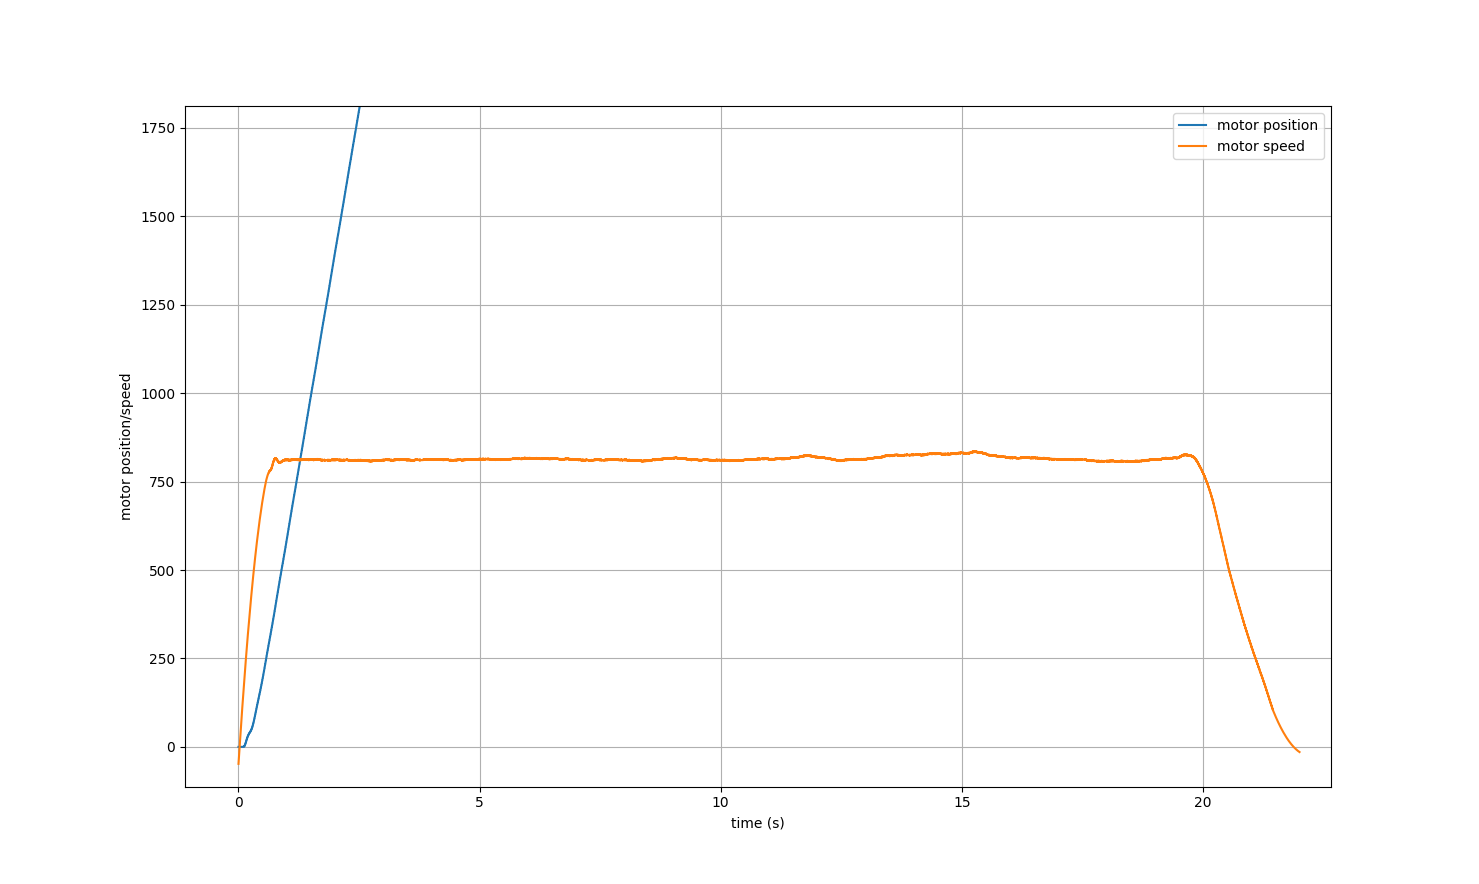 motor position
motor speed
1750
1500
1250
1000
750
500
250
0
motor position/speed
0 5 10 15 20
time (s)